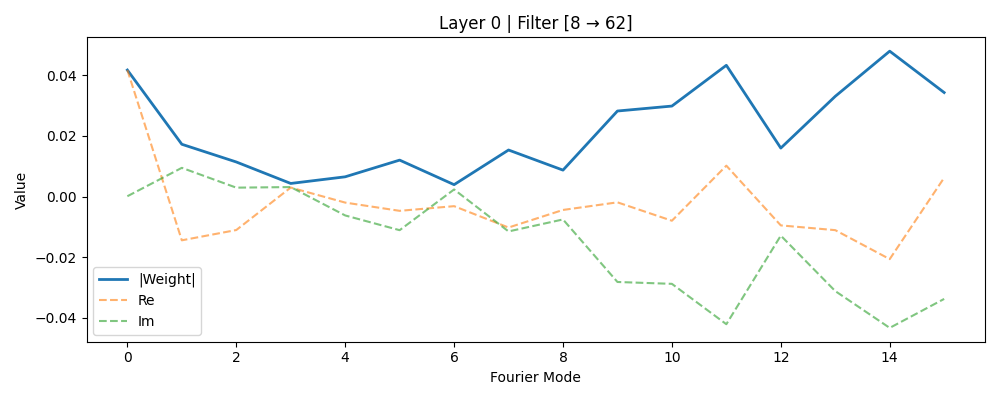 Layer 0 | Filter [8 → 62]
Value
0.04
0.02
0.00
−0.02
−0.04
|Weight|
Re
Im
0 2 4 6 8 10 12 14
Fourier Mode